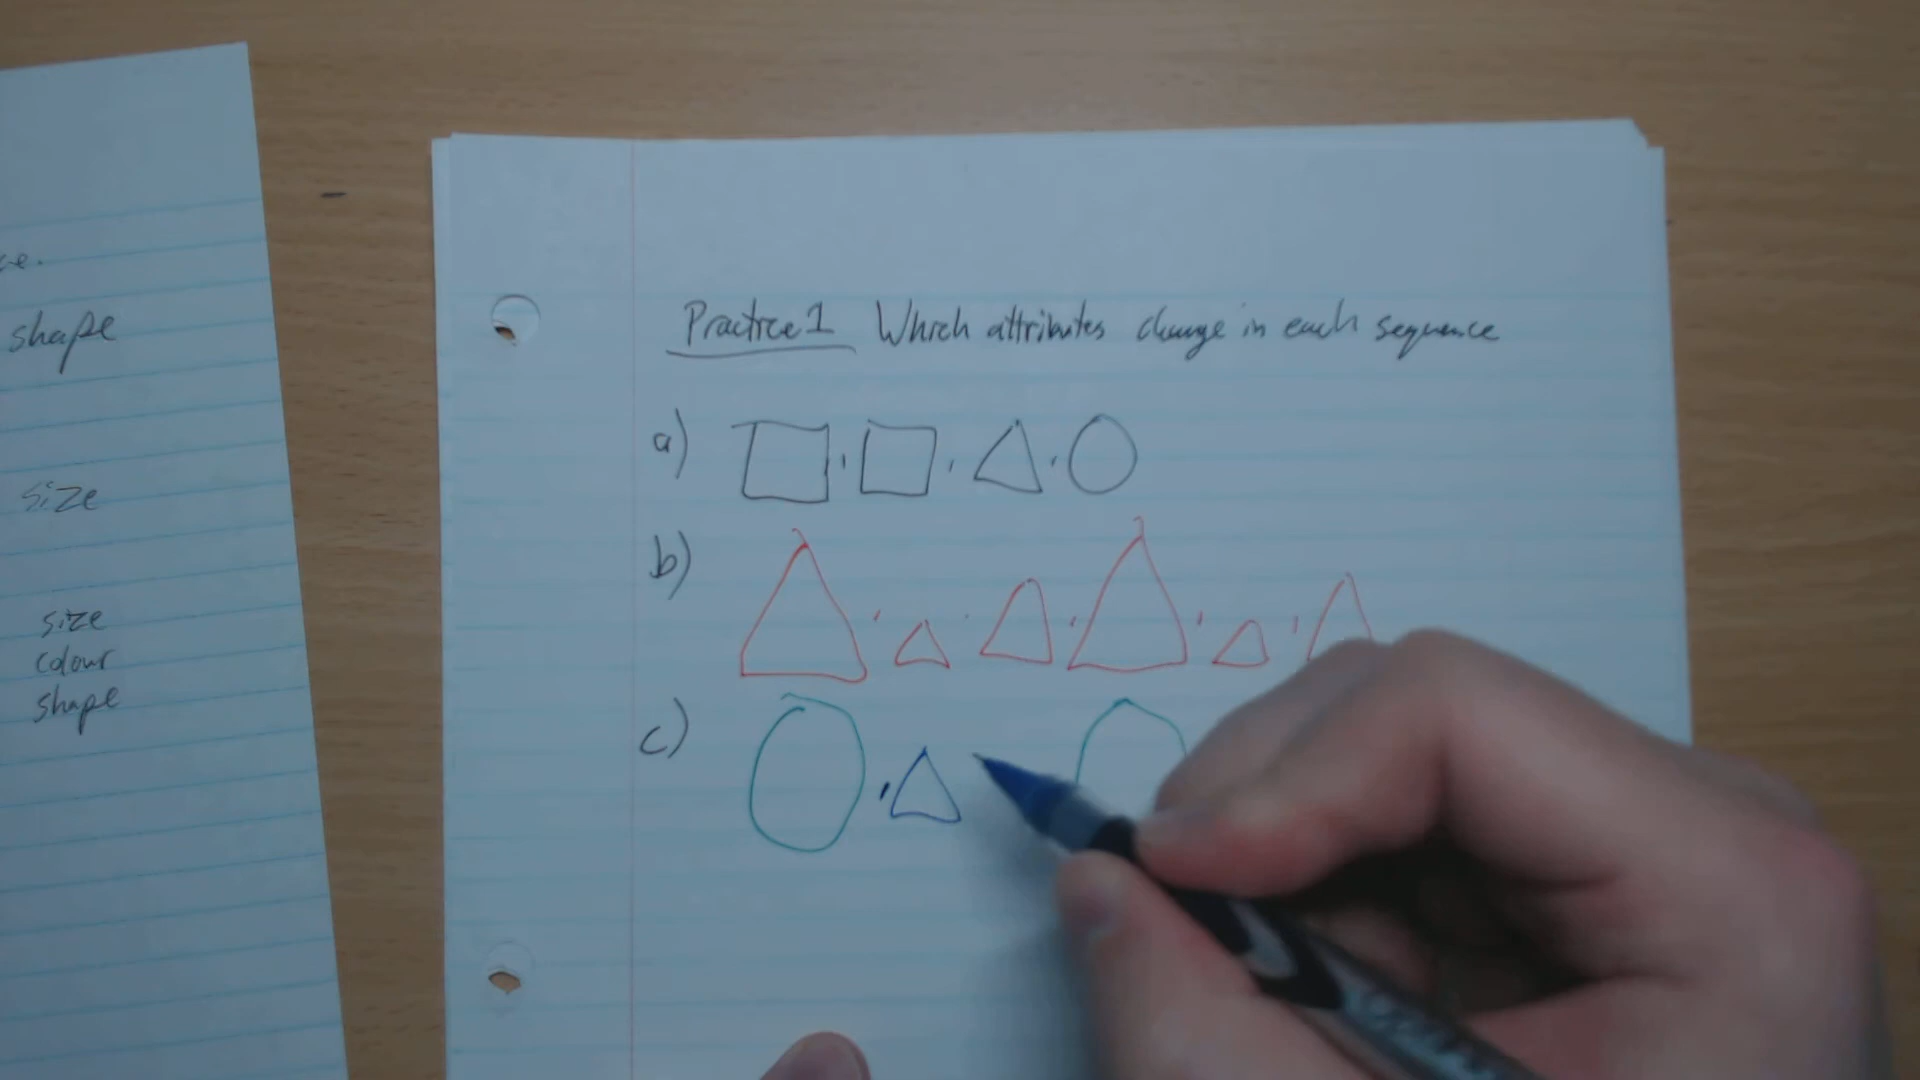 shape
size
size
colour
shape
Practice 1 Which attributes change in each sequence
a)
b)
c)